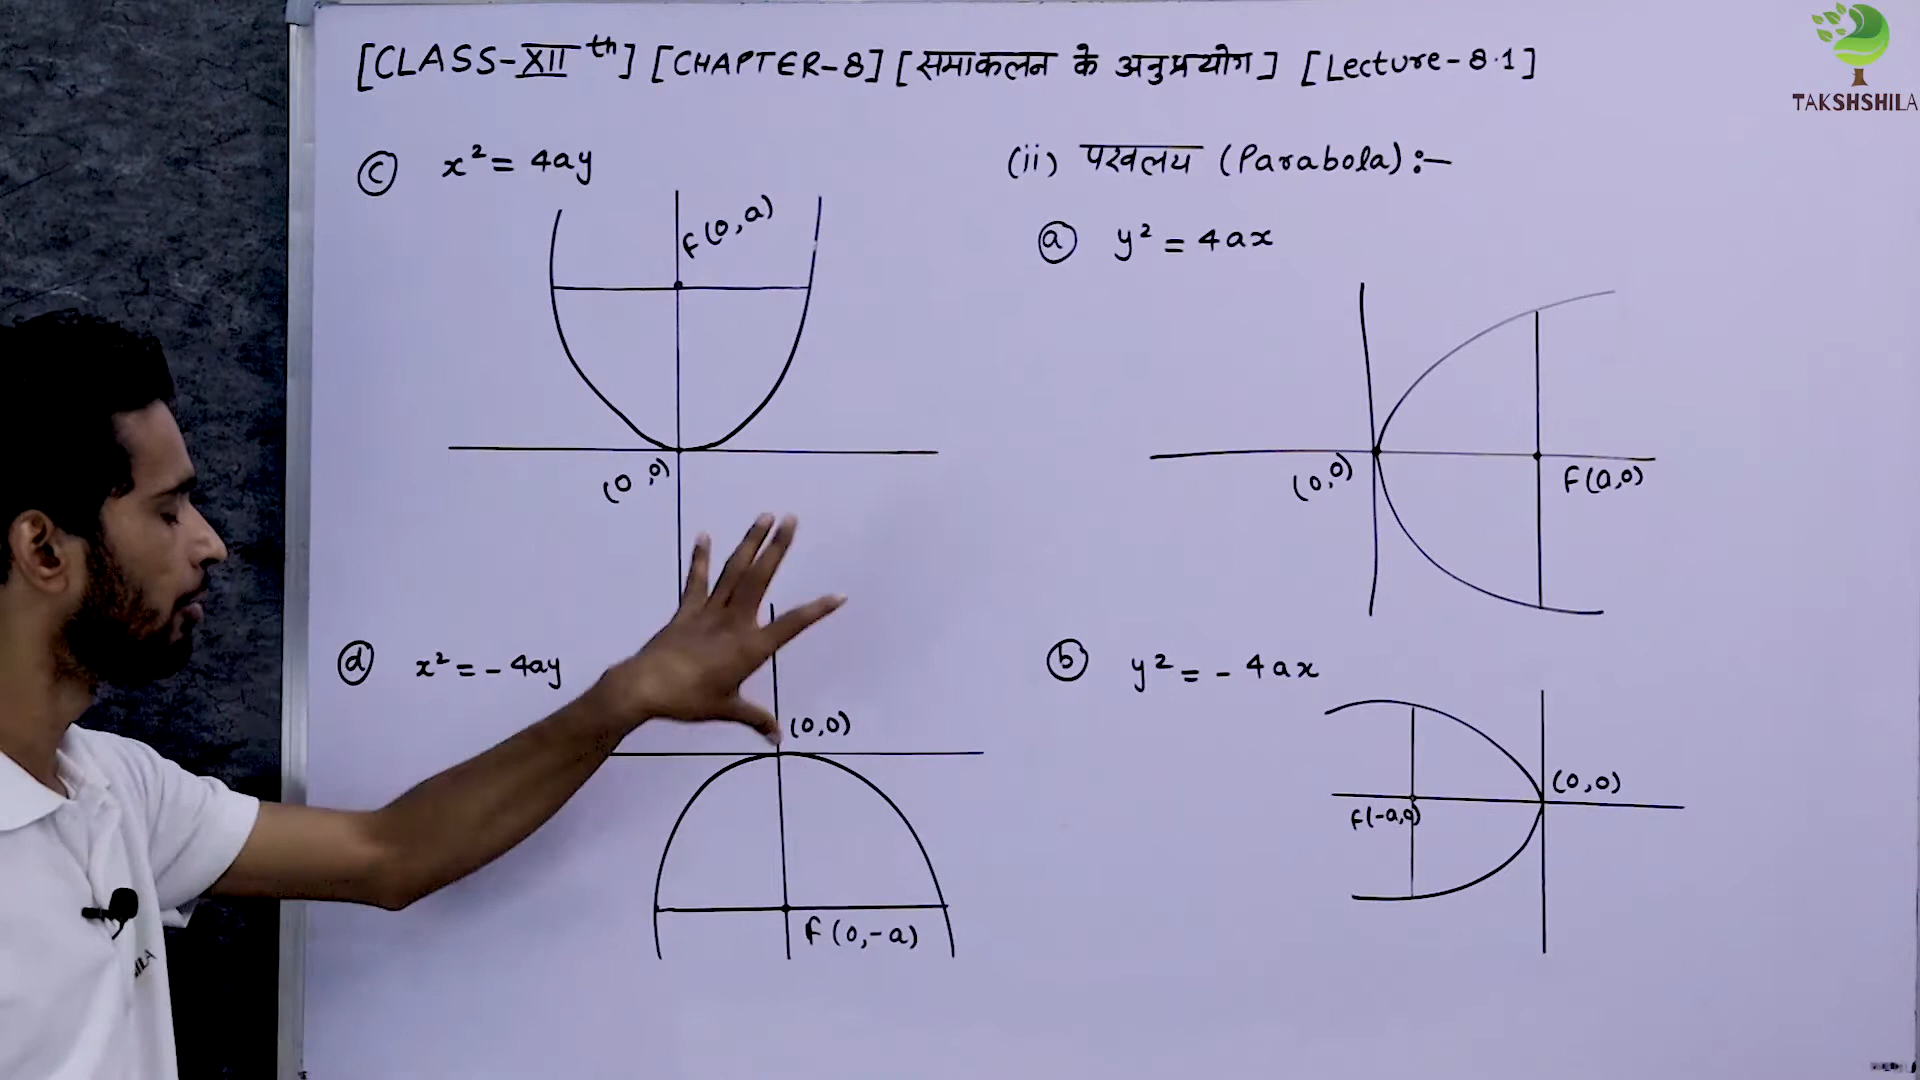 [CLASS-XII th] [CHAPTER-8] [समाकलन के अनुप्रयोग] [Lecture-8.1]
TAKSHSHILA
(ii) परवलय (Parabola):-
(a) y² = 4ax
(0,0)
F(a,0)
(b) y² = - 4ax
(0,0)
F(-a,0)
(c) x² = 4ay
F(0,a)
(0,0)
(d) x² = - 4ay
(0,0)
F(0,-a)